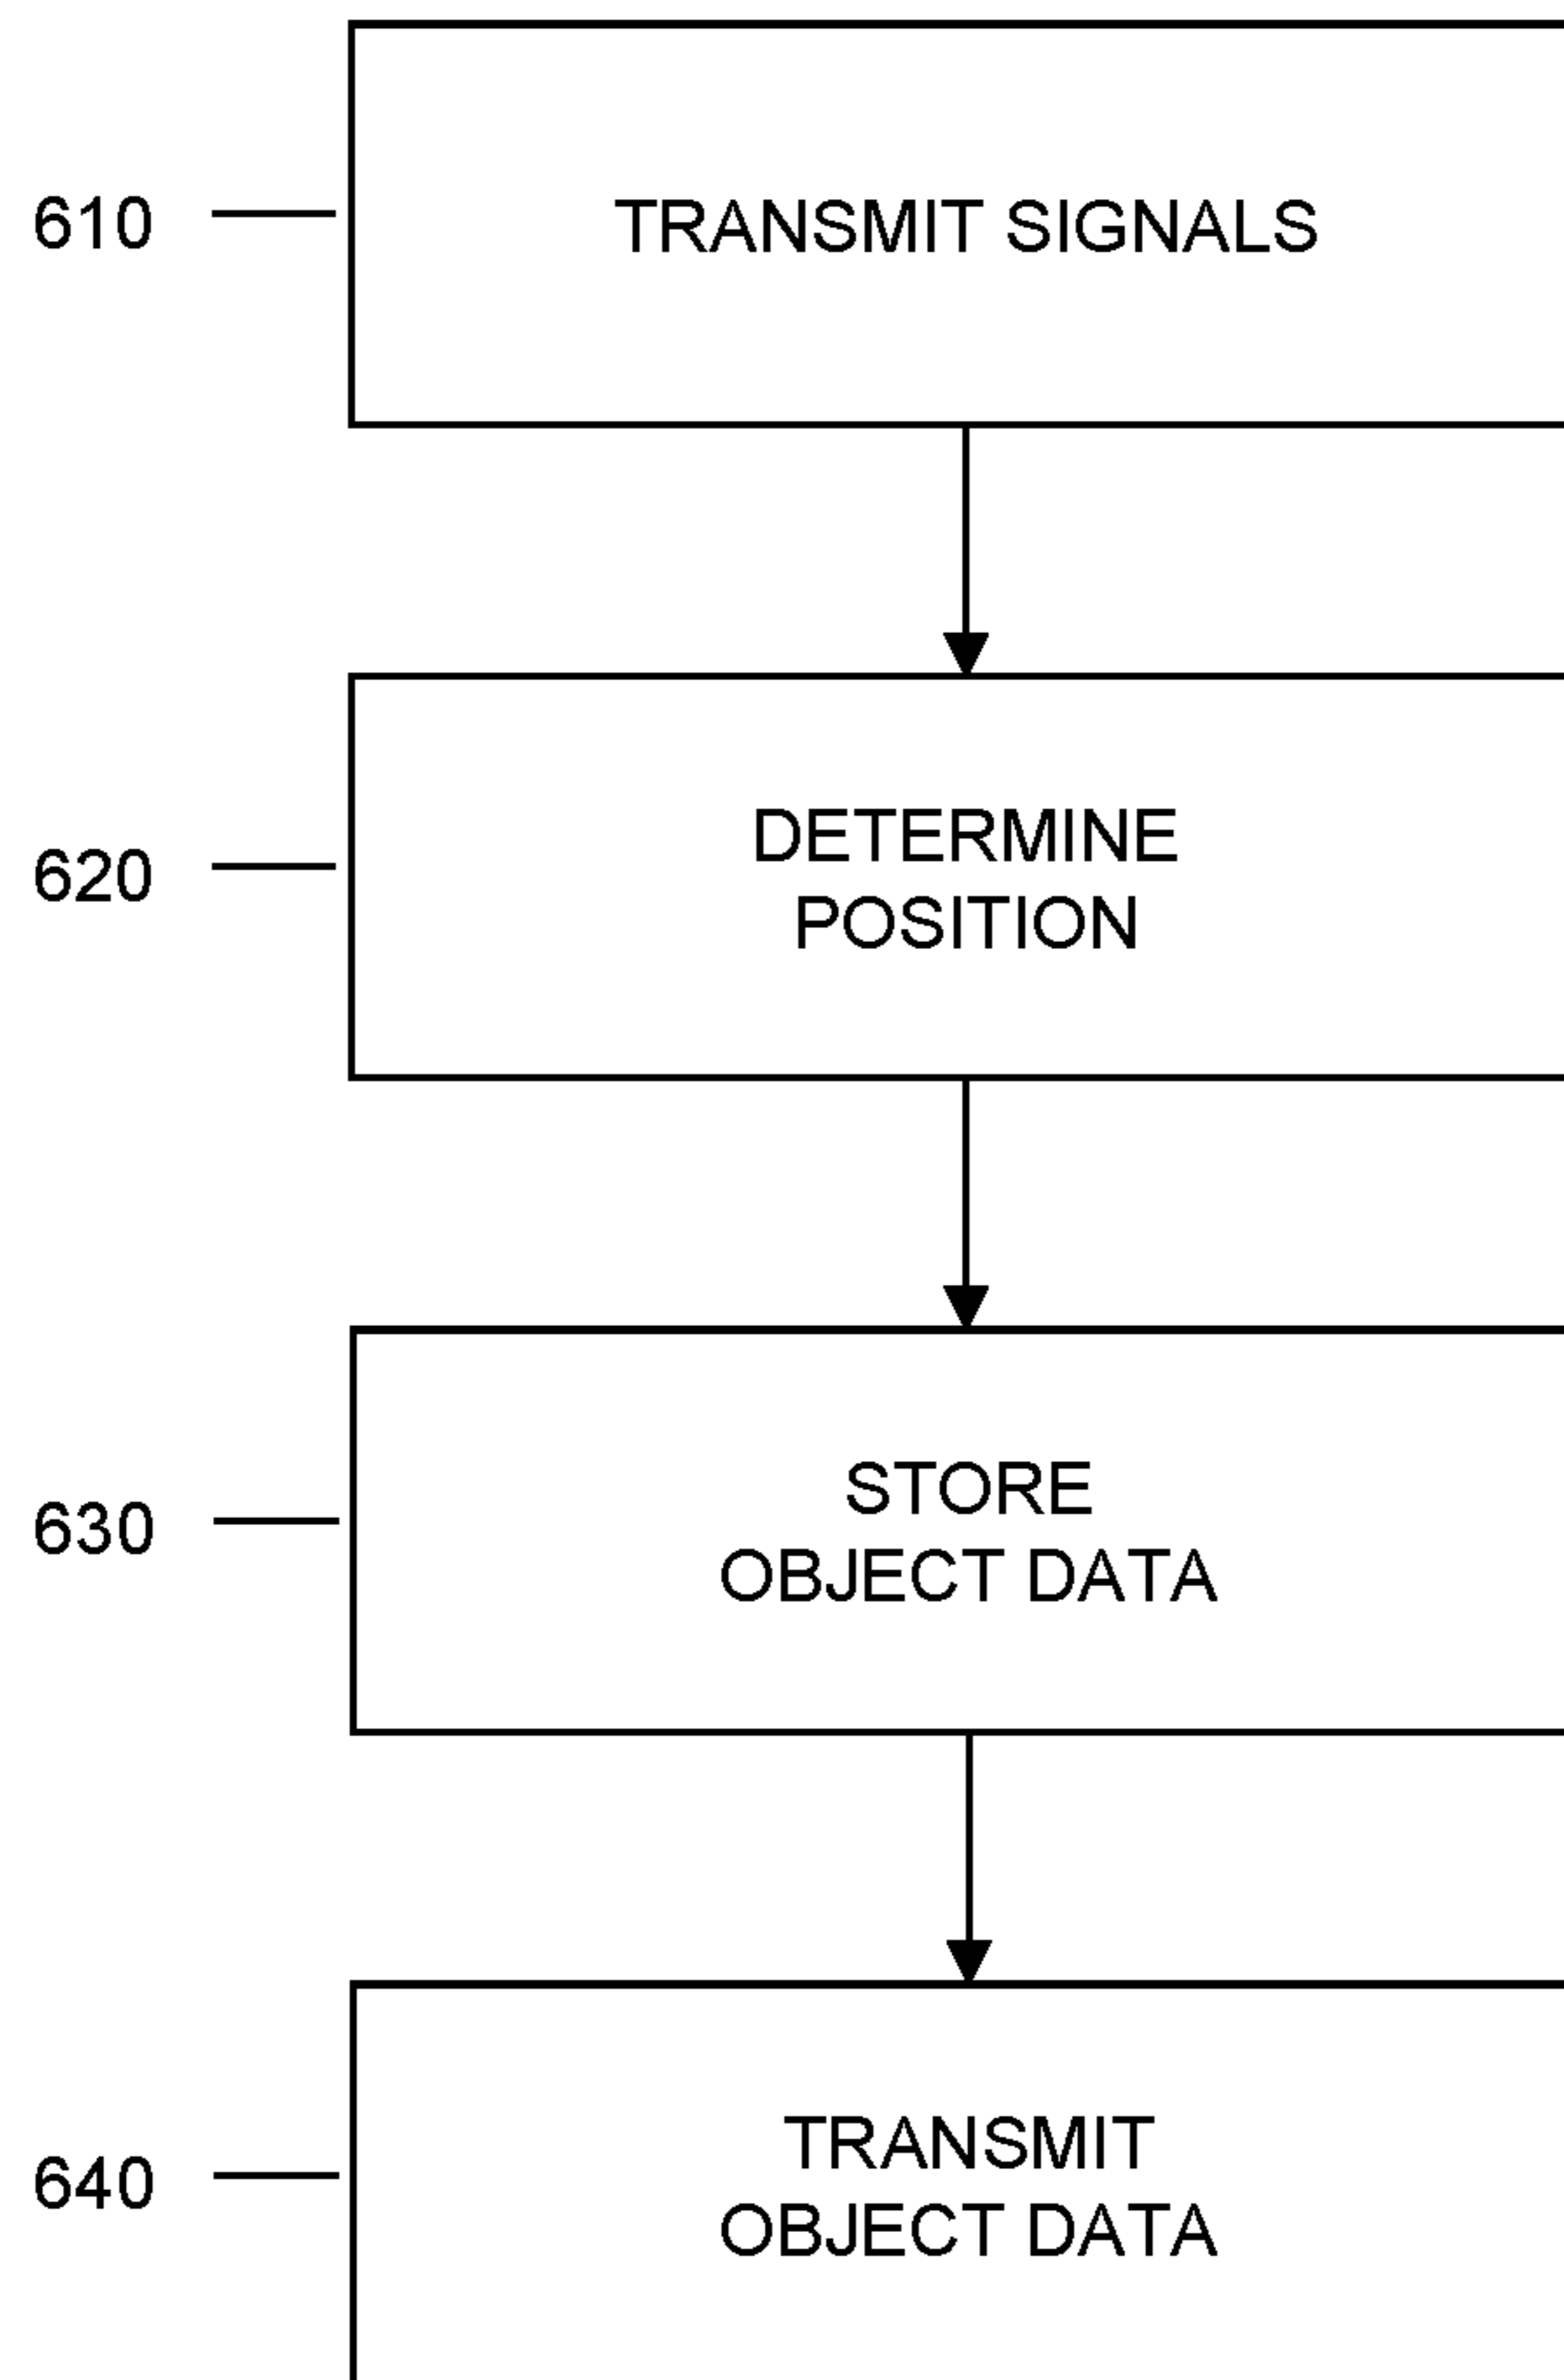 610
TRANSMIT SIGNALS
620
DETERMINE
POSITION
630
STORE
OBJECT DATA
640
TRANSMIT
OBJECT DATA